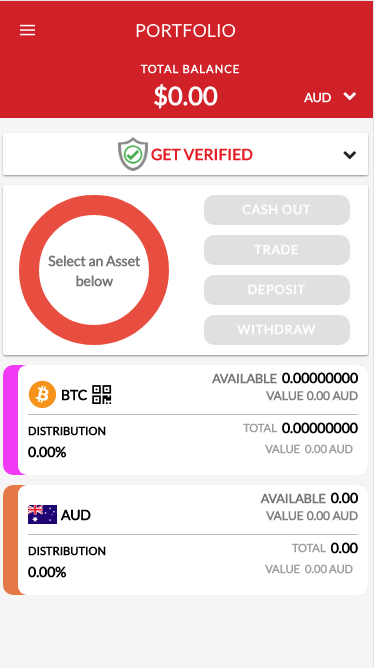 PORTFOLIO
TOTAL BALANCE
$0.00
AUD
GET VERIFIED
Select an Asset
below
CASH OUT
TRADE
DEPOSIT
WITHDRAW
BTC
AVAILABLE 0.00000000
VALUE 0.00 AUD
DISTRIBUTION
0.00%
TOTAL 0.00000000
VALUE 0.00 AUD
AUD
AVAILABLE 0.00
VALUE 0.00 AUD
DISTRIBUTION
0.00%
TOTAL 0.00
VALUE 0.00 AUD